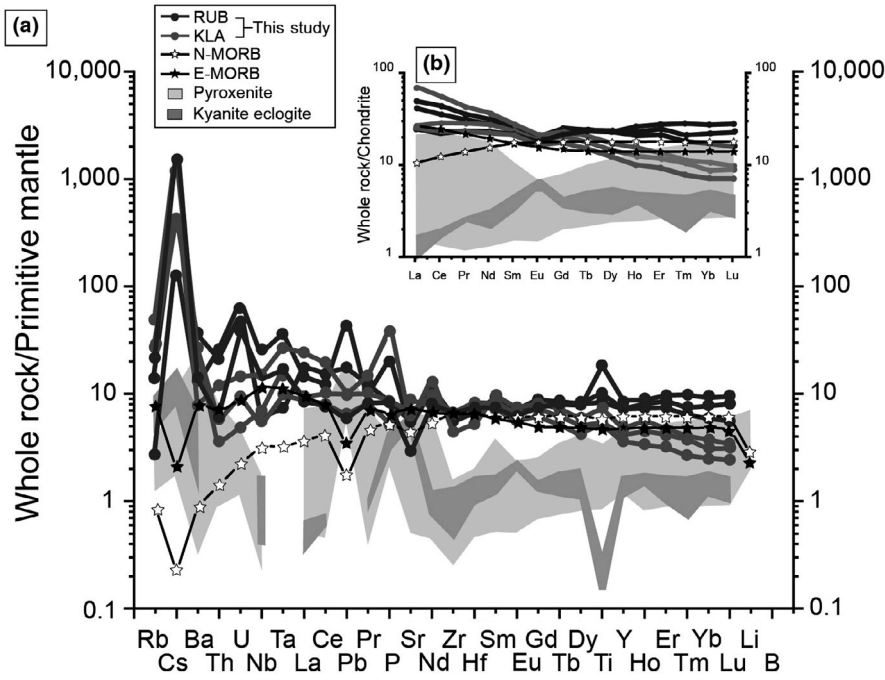 (a)
RUB
KLA
This study
N-MORB
E-MORB
Pyroxenite
Kyanite eclogite
(b)
Whole rock/Chondrite
100
10
1
100
10
1
La Ce Pr Nd Sm Eu Gd Tb Dy Ho Er Tm Yb Lu
Whole rock/Primitive mantle
10,000
1,000
100
10
1
0.1
10,000
1,000
100
10
1
0.1
Rb Ba U Ta Ce Pr Sr Zr Sm Gd Dy Y Er Yb Li
Cs Th Nb La Pb P Nd Hf Eu Tb Ti Ho Tm Lu B